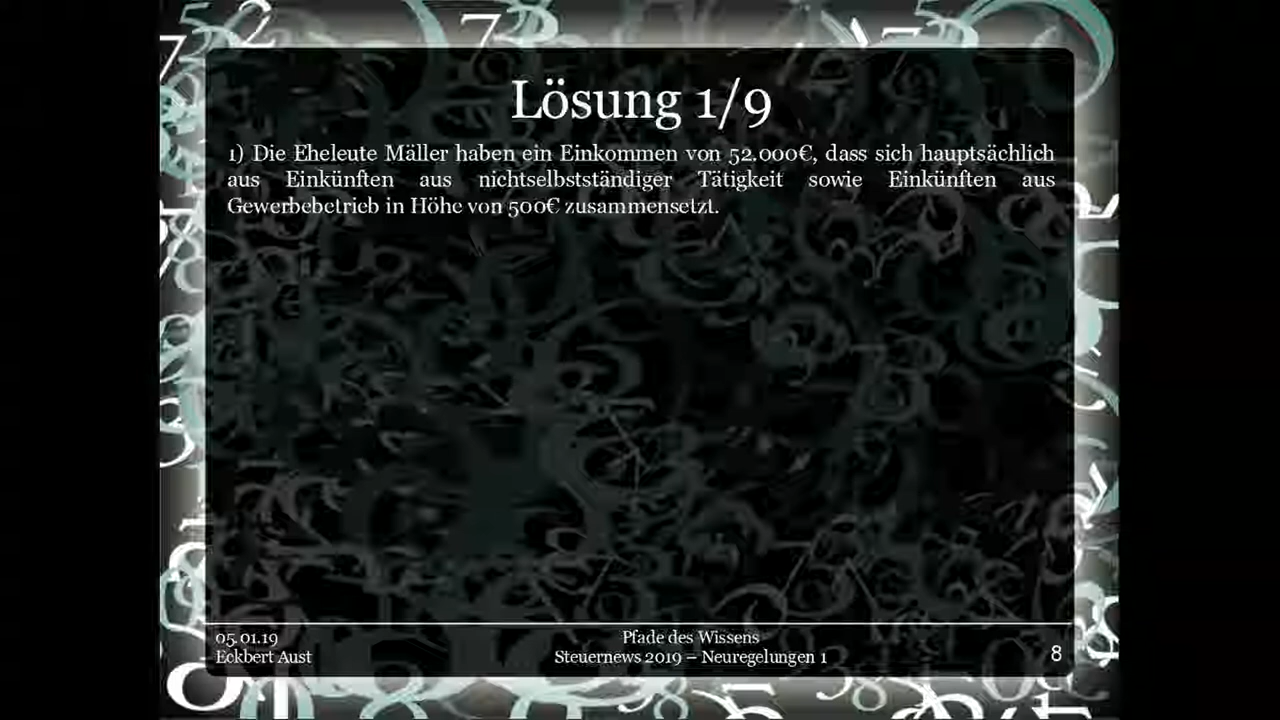 Lösung 1/9
1) Die Eheleute Mäller haben ein Einkommen von 52.000€, dass sich hauptsächlich
aus Einkünften aus nichtselbstständiger Tätigkeit sowie Einkünften aus
Gewerbebetrieb in Höhe von 500€ zusammensetzt.
05.01.19
Eckbert Aust
Pfade des Wissens
Steuernews 2019 – Neuregelungen 1
8